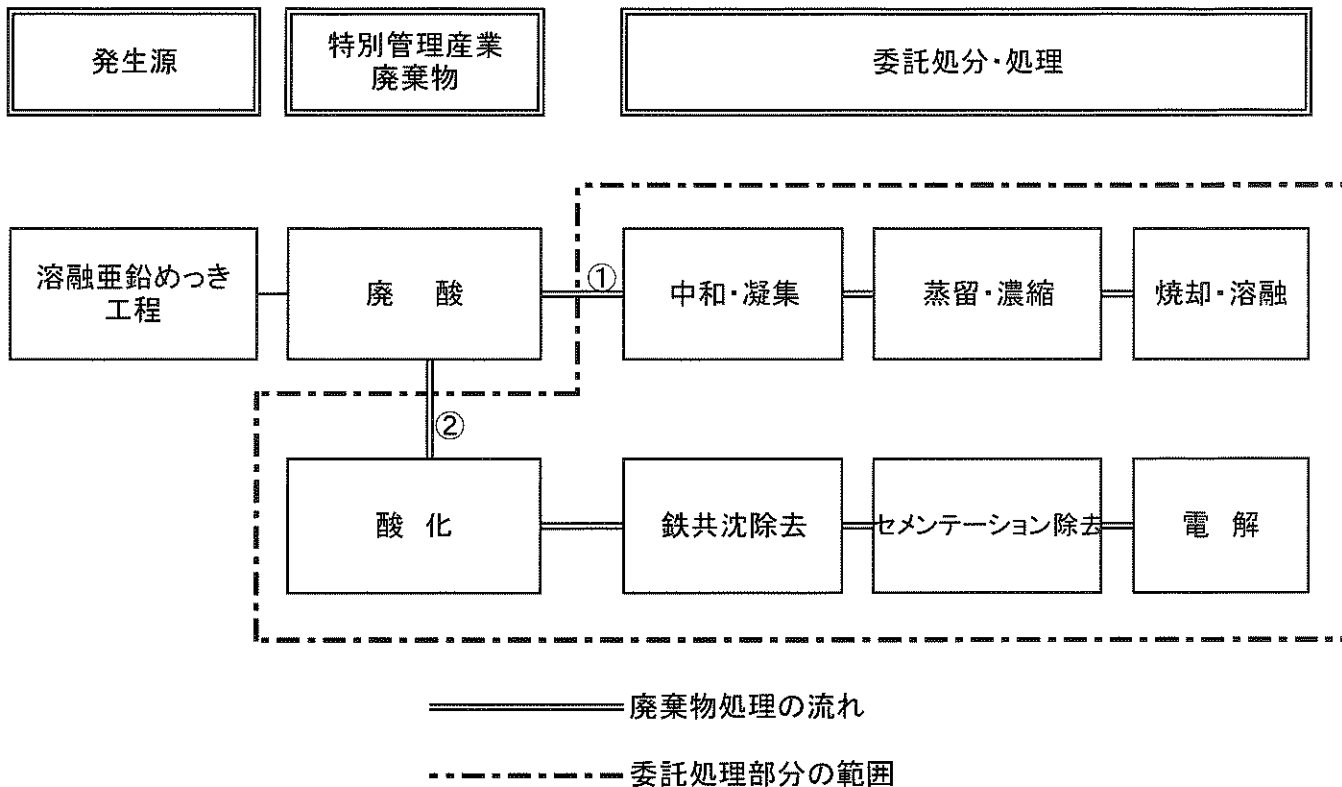 発生源
特別管理産業
廃棄物
委託処分・処理
溶融亜鉛めっき
工程
廃 酸
①
中和・凝集
蒸留・濃縮
焼却・溶融
②
酸 化
鉄共沈除去
セメンテーション除去
電 解
廃棄物処理の流れ
委託処理部分の範囲